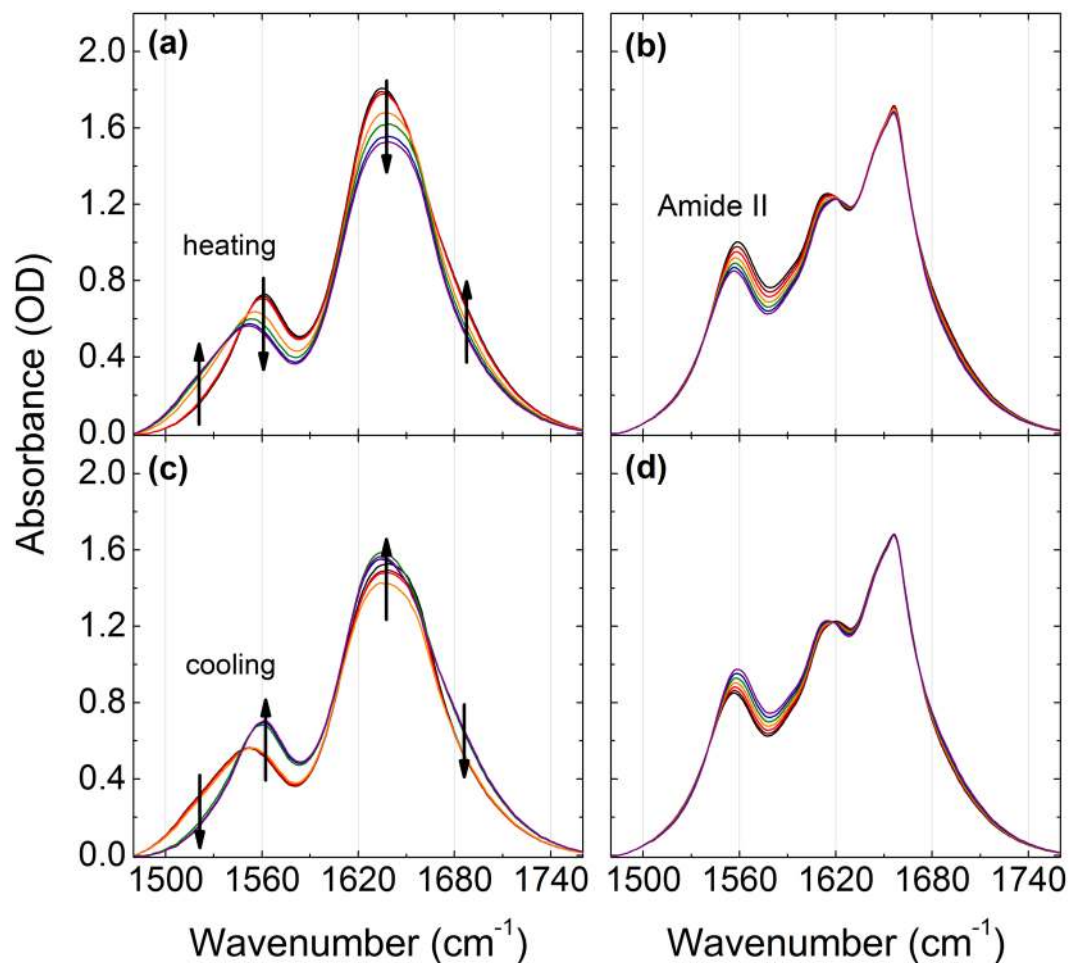 (a)
(b)
2.0
1.6
1.2
0.8
0.4
0.0
heating
Amide II
Absorbance (OD)
(c)
(d)
2.0
1.6
1.2
0.8
0.4
0.0
cooling
1500 1560 1620 1680 1740
1500 1560 1620 1680 1740
Wavenumber (cm⁻¹)
Wavenumber (cm⁻¹)